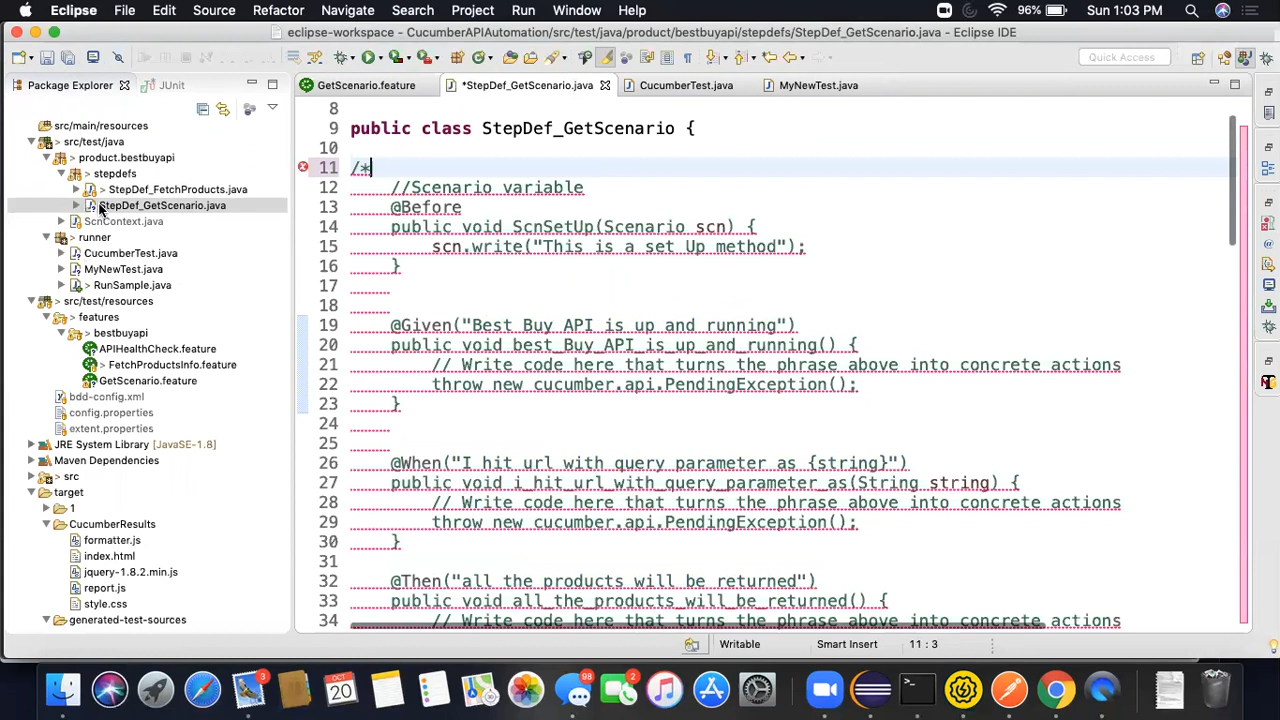 Eclipse File Edit Source Refactor Navigate Search Project Run Window Help 96% Sun 1:03 PM
eclipse-workspace - CucumberAPIAutomation/src/test/java/product/bestbuyapi/stepdefs/StepDef_GetScenario.java - Eclipse IDE
Quick Access
Package Explorer JUnit
GetScenario.feature *StepDef_GetScenario.java CucumberTest.java MyNewTest.java
src/main/resources
src/test/java
> product.bestbuyapi
stepdefs
> StepDef_FetchProducts.java
StepDef_GetScenario.java
ScnContext.java
runner
CucumberTest.java
MyNewTest.java
> RunSample.java
src/test/resources
> features
> bestbuyapi
APIHealthCheck.feature
> FetchProductsInfo.feature
GetScenario.feature
bdd-config.xml
config.properties
extent.properties
JRE System Library [JavaSE-1.8]
Maven Dependencies
> src
target
1
CucumberResults
formatter.js
index.html
jquery-1.8.2.min.js
report.js
style.css
generated-test-sources
8
9 public class StepDef_GetScenario {
10
11 /*
12 //Scenario variable
13 @Before
14 public void ScnSetUp(Scenario scn) {
15 scn.write("This is a set Up method");
16 }
17
18
19 @Given("Best Buy API is up and running")
20 public void best_Buy_API_is_up_and_running() {
21 // Write code here that turns the phrase above into concrete actions
22 throw new cucumber.api.PendingException();
23 }
24
25
26 @When("I hit url with query parameter as {string}")
27 public void i_hit_url_with_query_parameter_as(String string) {
28 // Write code here that turns the phrase above into concrete actions
29 throw new cucumber.api.PendingException();
30 }
31
32 @Then("all the products will be returned")
33 public void all_the_products_will_be_returned() {
34 // Write code here that turns the phrase above into concrete actions
Writable Smart Insert 11 : 3
3
OCT
20
98
2